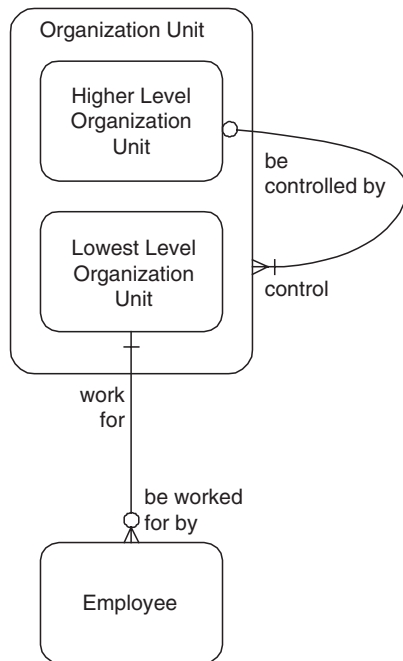 Organization Unit
Higher Level
Organization
Unit
be
controlled by
Lowest Level
Organization
Unit
control
work
for
be worked
for by
Employee